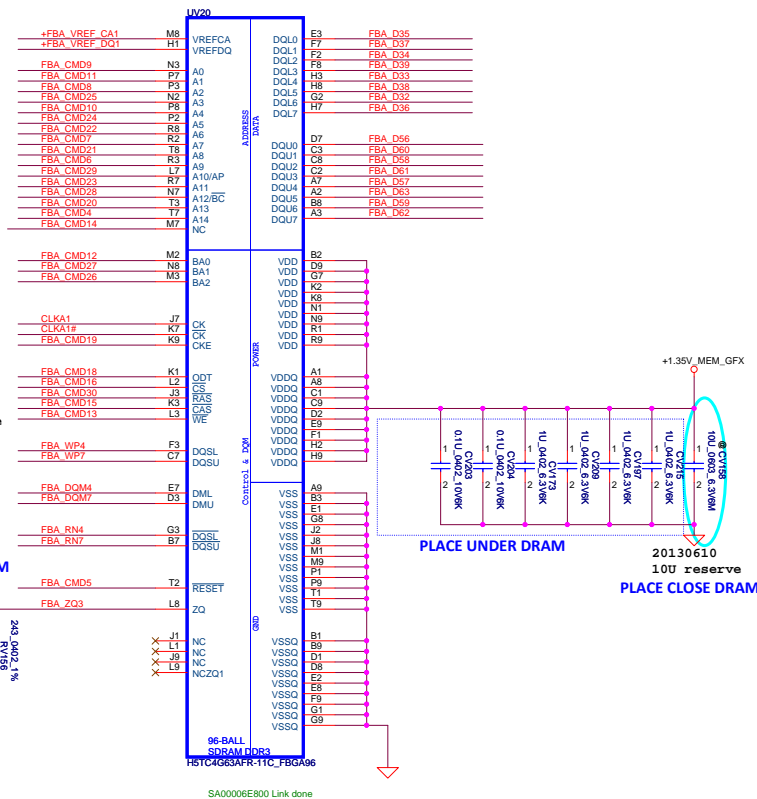 UV20
+FBA_VREF_CA1 M8 VREFCA
+FBA_VREF_DQ1 H1 VREFDQ
FBA_CMD9 N3 A0
FBA_CMD11 P7 A1
FBA_CMD8 P3 A2
FBA_CMD25 N2 A3
FBA_CMD10 P8 A4
FBA_CMD24 P2 A5
FBA_CMD22 R8 A6
FBA_CMD7 R2 A7
FBA_CMD21 T8 A8
FBA_CMD6 R3 A9
FBA_CMD29 L7 A10/AP
FBA_CMD23 R7 A11
FBA_CMD28 N7 A12/BC
FBA_CMD20 T3 A13
FBA_CMD4 T7 A14
FBA_CMD14 M7 NC
FBA_CMD12 M2 BA0
FBA_CMD27 N8 BA1
FBA_CMD26 M3 BA2
CLKA1 J7 CK
CLKA1# K7 CK
FBA_CMD19 K9 CKE
FBA_CMD18 K1 ODT
FBA_CMD16 L2 CS
FBA_CMD30 J3 RAS
FBA_CMD15 K3 CAS
FBA_CMD13 L3 WE
FBA_WP4 F3 DQSL
FBA_WP7 C7 DQSU
FBA_DQM4 E7 DML
FBA_DQM7 D3 DMU
FBA_RN4 G3 DQSL
FBA_RN7 B7 DQSU
FBA_CMD5 T2 RESET
FBA_ZQ3 L8 ZQ
J1 NC
L1 NC
J9 NC
L9 NCZQ1
ADDRESS
DATA
POWER
Control & DQM
GND
DQL0 E3 FBA_D35
DQL1 F7 FBA_D37
DQL2 F2 FBA_D34
DQL3 F8 FBA_D39
DQL4 H3 FBA_D33
DQL5 H8 FBA_D38
DQL6 G2 FBA_D32
DQL7 H7 FBA_D36
DQU0 D7 FBA_D56
DQU1 C3 FBA_D60
DQU2 C8 FBA_D58
DQU3 C2 FBA_D61
DQU4 A7 FBA_D57
DQU5 A2 FBA_D63
DQU6 B8 FBA_D59
DQU7 A3 FBA_D62
VDD B2
VDD D9
VDD G7
VDD K2
VDD K8
VDD N1
VDD N9
VDD R1
VDD R9
VDDQ A1
VDDQ A8
VDDQ C1
VDDQ C9
VDDQ D2
VDDQ E9
VDDQ F1
VDDQ H2
VDDQ H9
VSS A9
VSS B3
VSS E1
VSS G8
VSS J2
VSS J8
VSS M1
VSS M9
VSS P1
VSS P9
VSS T1
VSS T9
VSSQ B1
VSSQ B9
VSSQ D1
VSSQ D8
VSSQ E2
VSSQ E8
VSSQ F9
VSSQ G1
VSSQ G9
96-BALL
SDRAM DDR3
H5TC4G63AFR-11C_FBGA96
SA00006E800 Link done
243_0402_1%
RV156
e
M
+1.35V_MEM_GFX
1 2 CV203
0.1U_0402_10V6K
1 2 CV204
0.1U_0402_10V6K
1 2 CV173
1U_0402_6.3V6K
1 2 CV209
1U_0402_6.3V6K
1 2 CV197
1U_0402_6.3V6K
1 2 CV215
1U_0402_6.3V6K
1 2 @ CV158
10U_0603_6.3V6M
PLACE UNDER DRAM
20130610
10U reserve
PLACE CLOSE DRAM